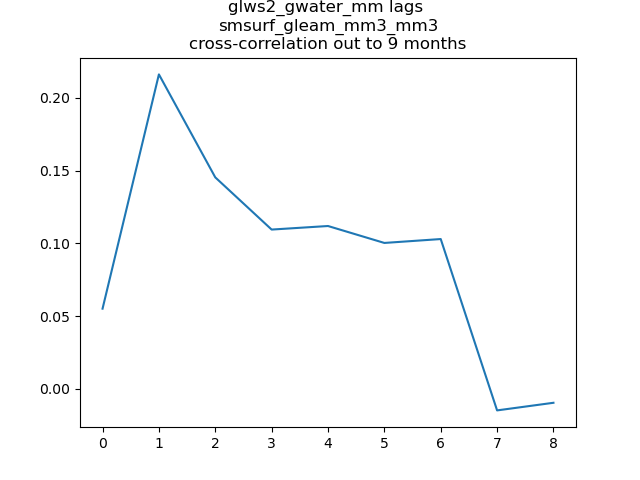 glws2_gwater_mm lags
smsurf_gleam_mm3_mm3
cross-correlation out to 9 months
0.20
0.15
0.10
0.05
0.00
0 1 2 3 4 5 6 7 8